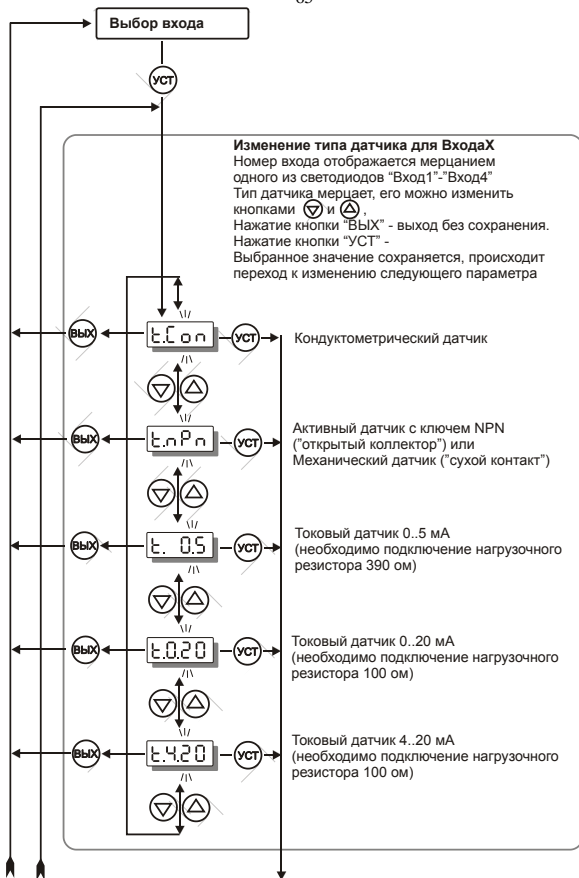 Выбор входа
УСТ
Изменение типа датчика для ВходаX
Номер входа отображается мерцанием
одного из светодиодов “Вход1”-”Вход4”
Тип датчика мерцает, его можно изменить
кнопками и ,
Нажатие кнопки “ВЫХ” - выход без сохранения.
Нажатие кнопки “УСТ” -
Выбранное значение сохраняется, происходит
переход к изменению следующего параметра
ВЫХ t.Con УСТ Кондуктометрический датчик
ВЫХ t.nPn УСТ Активный датчик с ключем NPN
(”открытый коллектор”) или
Механический датчик (”сухой контакт”)
ВЫХ t. 0.5 УСТ Токовый датчик 0..5 мА
(необходимо подключение нагрузочного
резистора 390 ом)
ВЫХ t.0.20 УСТ Токовый датчик 0..20 мА
(необходимо подключение нагрузочного
резистора 100 ом)
ВЫХ t.4.20 УСТ Токовый датчик 4..20 мА
(необходимо подключение нагрузочного
резистора 100 ом)